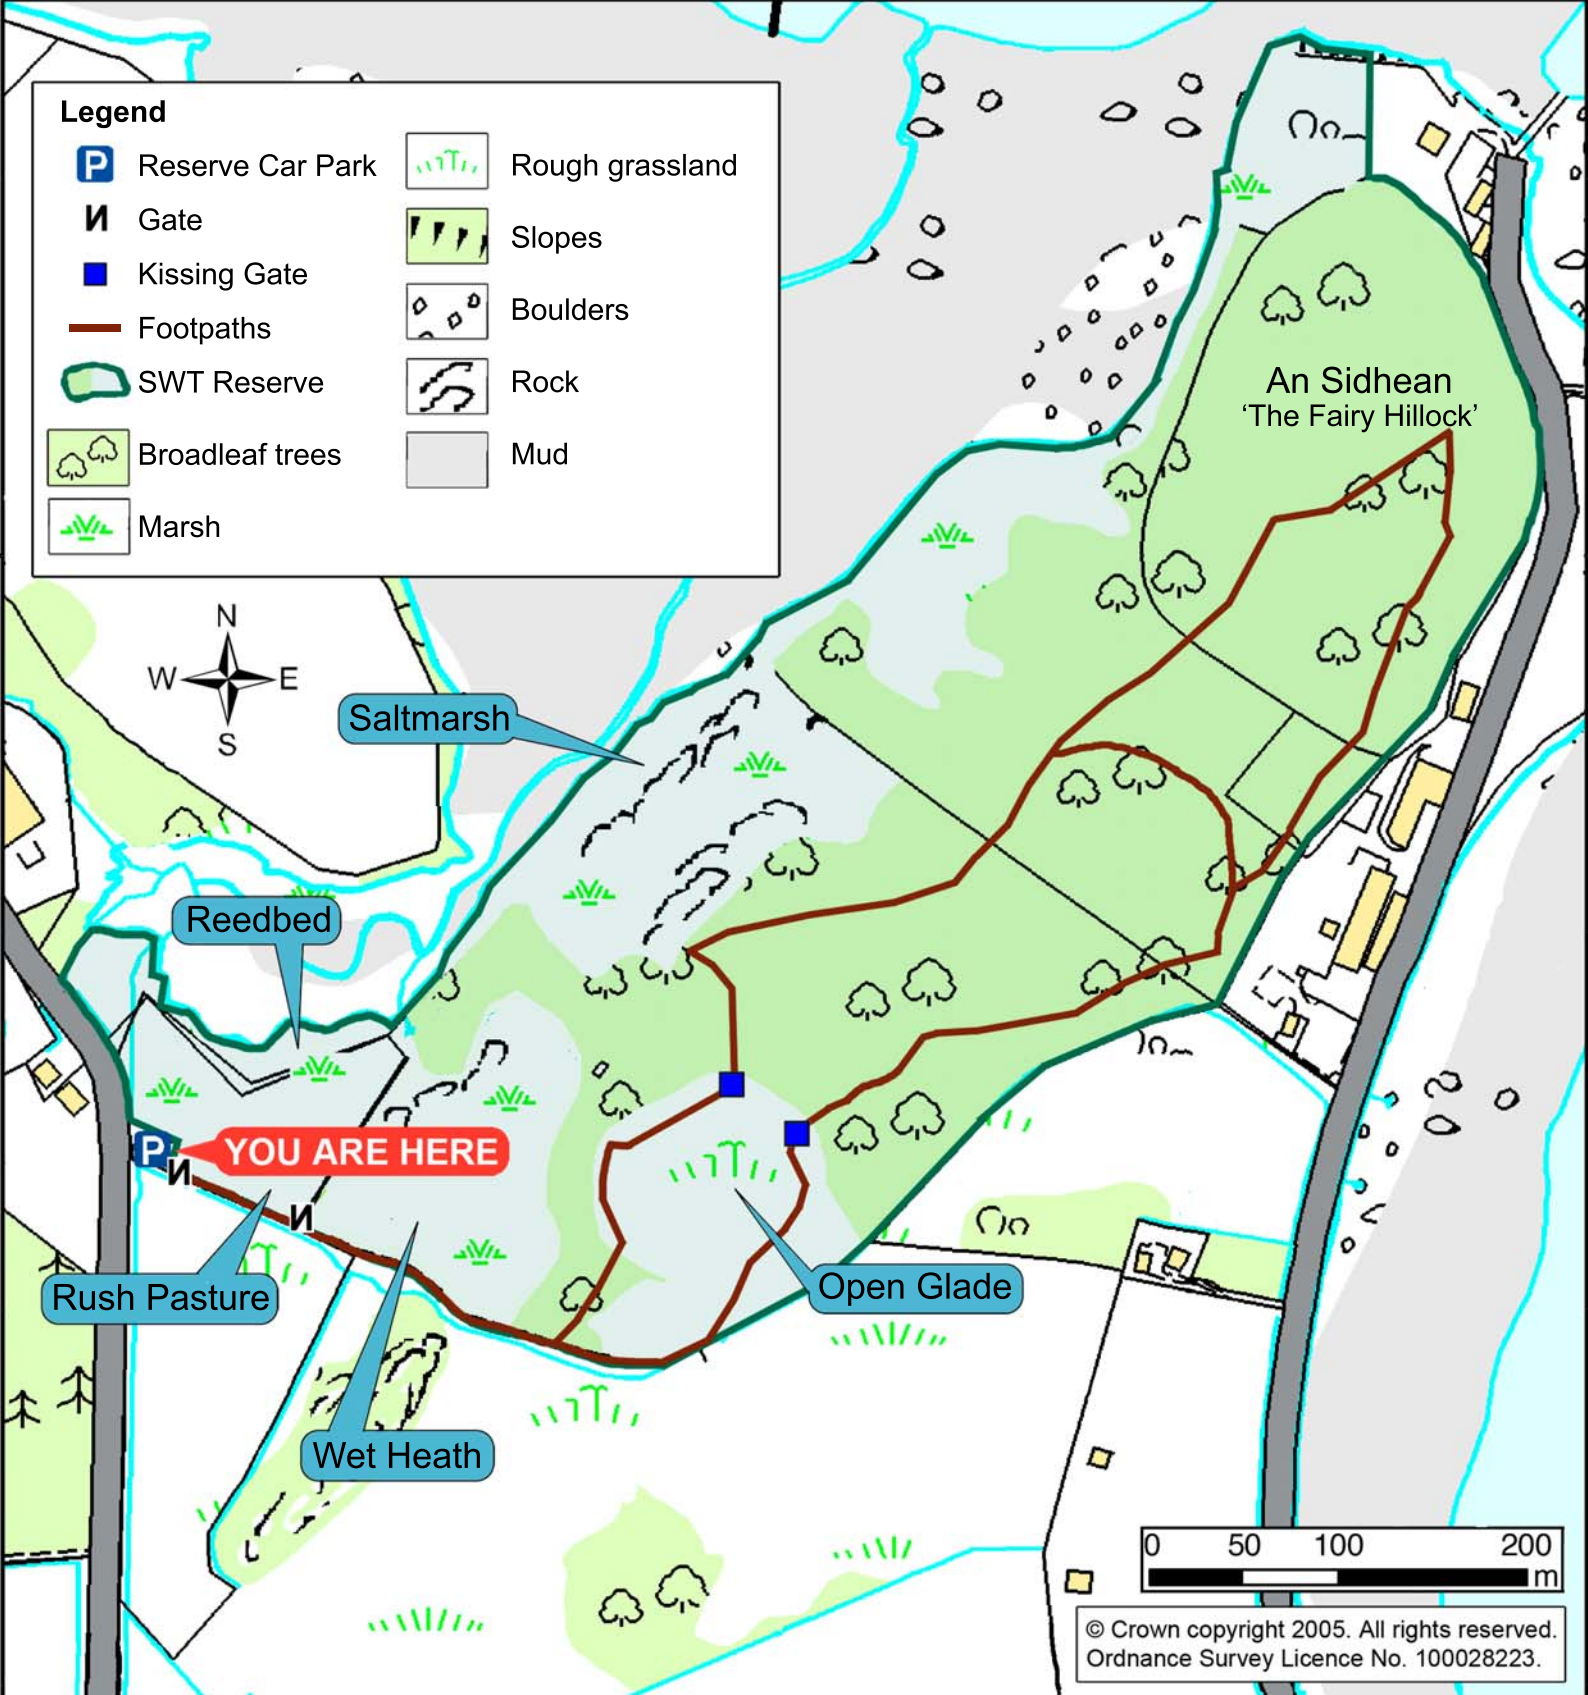 Legend
P Reserve Car Park
Gate
Kissing Gate
Footpaths
SWT Reserve
Broadleaf trees
Marsh
Rough grassland
Slopes
Boulders
Rock
Mud
An Sidhean
‘The Fairy Hillock’
N
W E
S
Saltmarsh
Reedbed
P YOU ARE HERE
Rush Pasture
Open Glade
Wet Heath
0 50 100 200
m
© Crown copyright 2005. All rights reserved.
Ordnance Survey Licence No. 100028223.